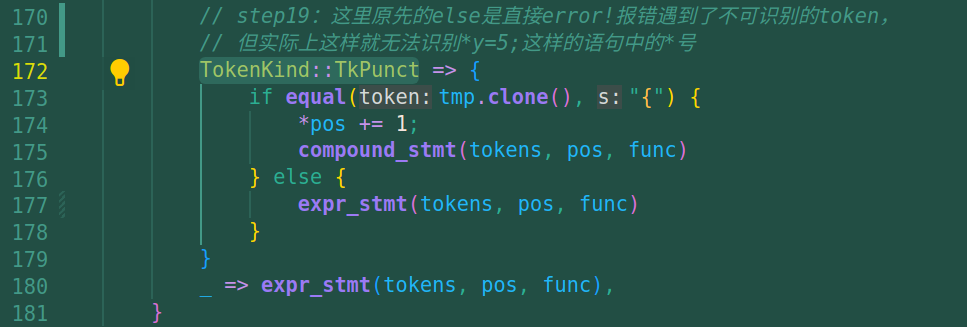 170 // step19：这里原先的else是直接error!报错遇到了不可识别的token，
171 // 但实际上这样就无法识别*y=5;这样的语句中的*号
172 TokenKind::TkPunct => {
173 if equal(token: tmp.clone(), s: "{") {
174 *pos += 1;
175 compound_stmt(tokens, pos, func)
176 } else {
177 expr_stmt(tokens, pos, func)
178 }
179 }
180 _ => expr_stmt(tokens, pos, func),
181 }